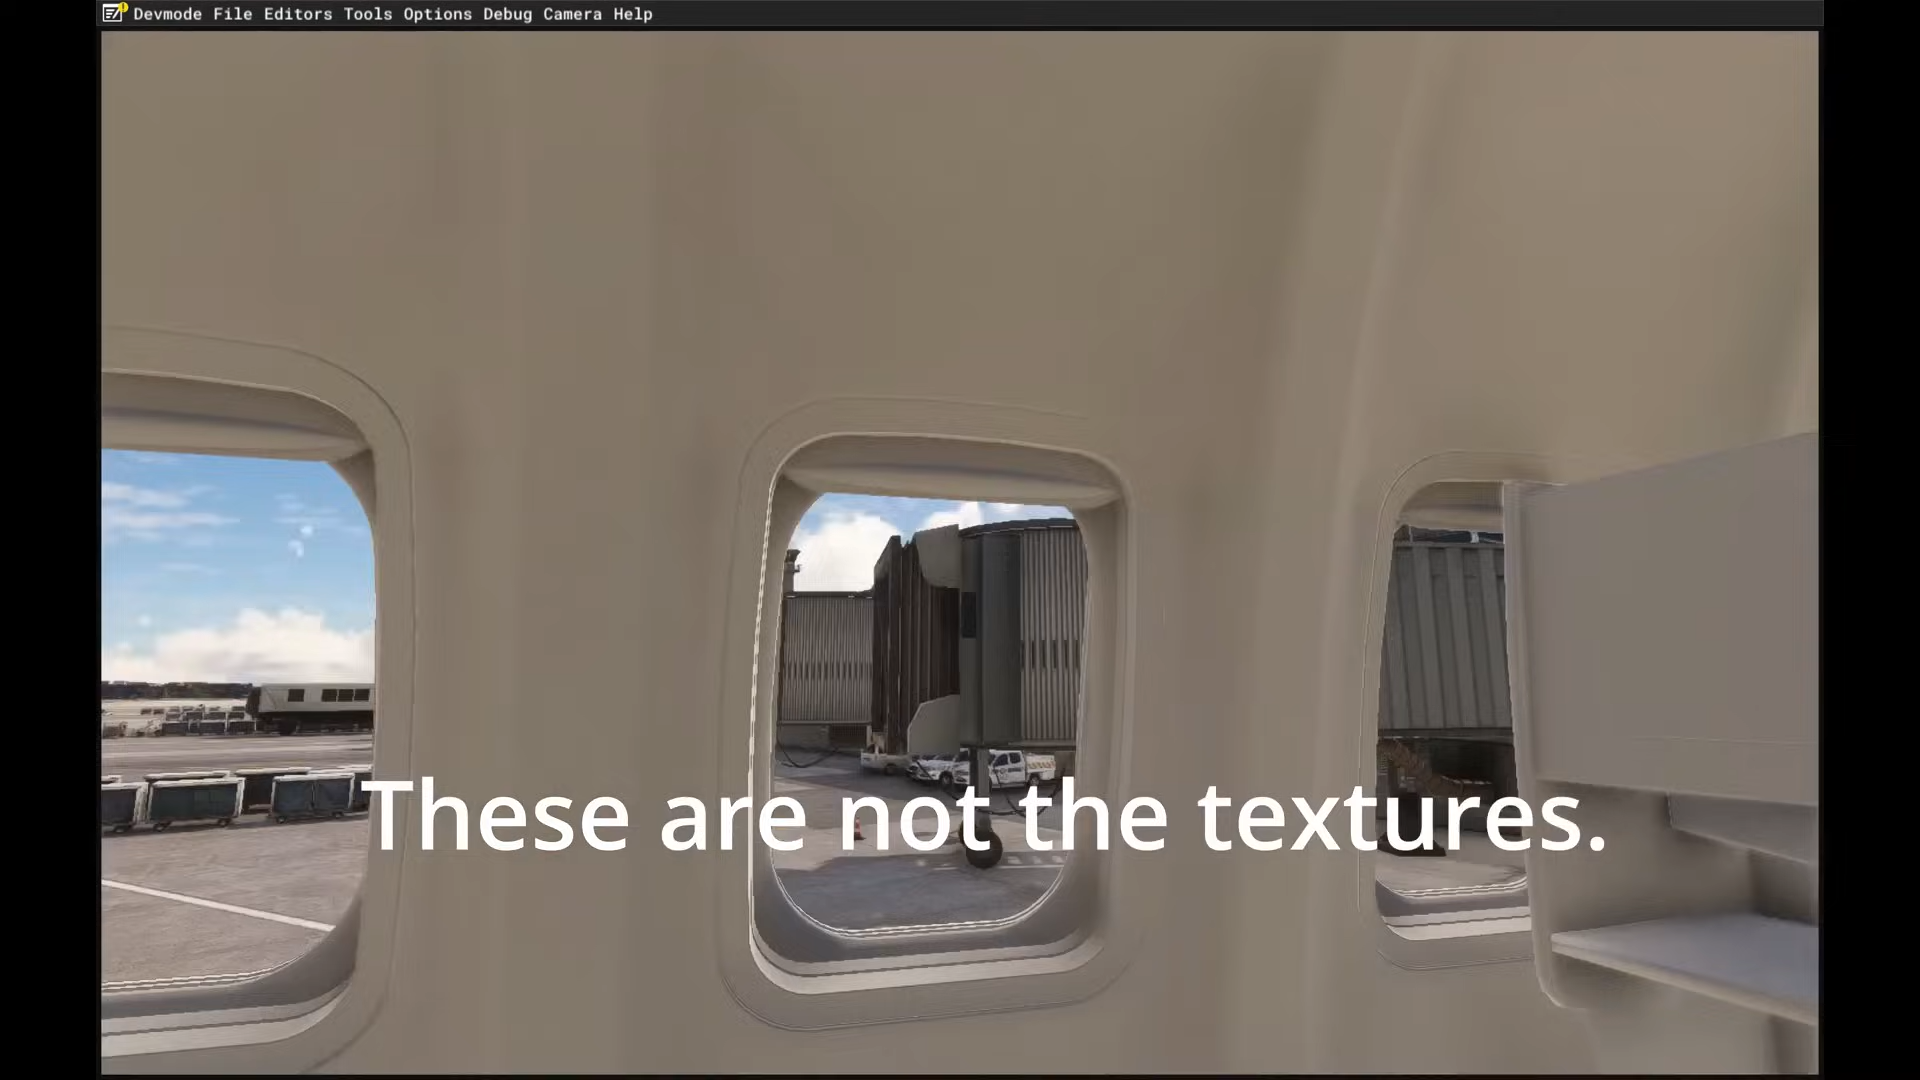 Devmode File Editors Tools Options Debug Camera Help
These are not the textures.